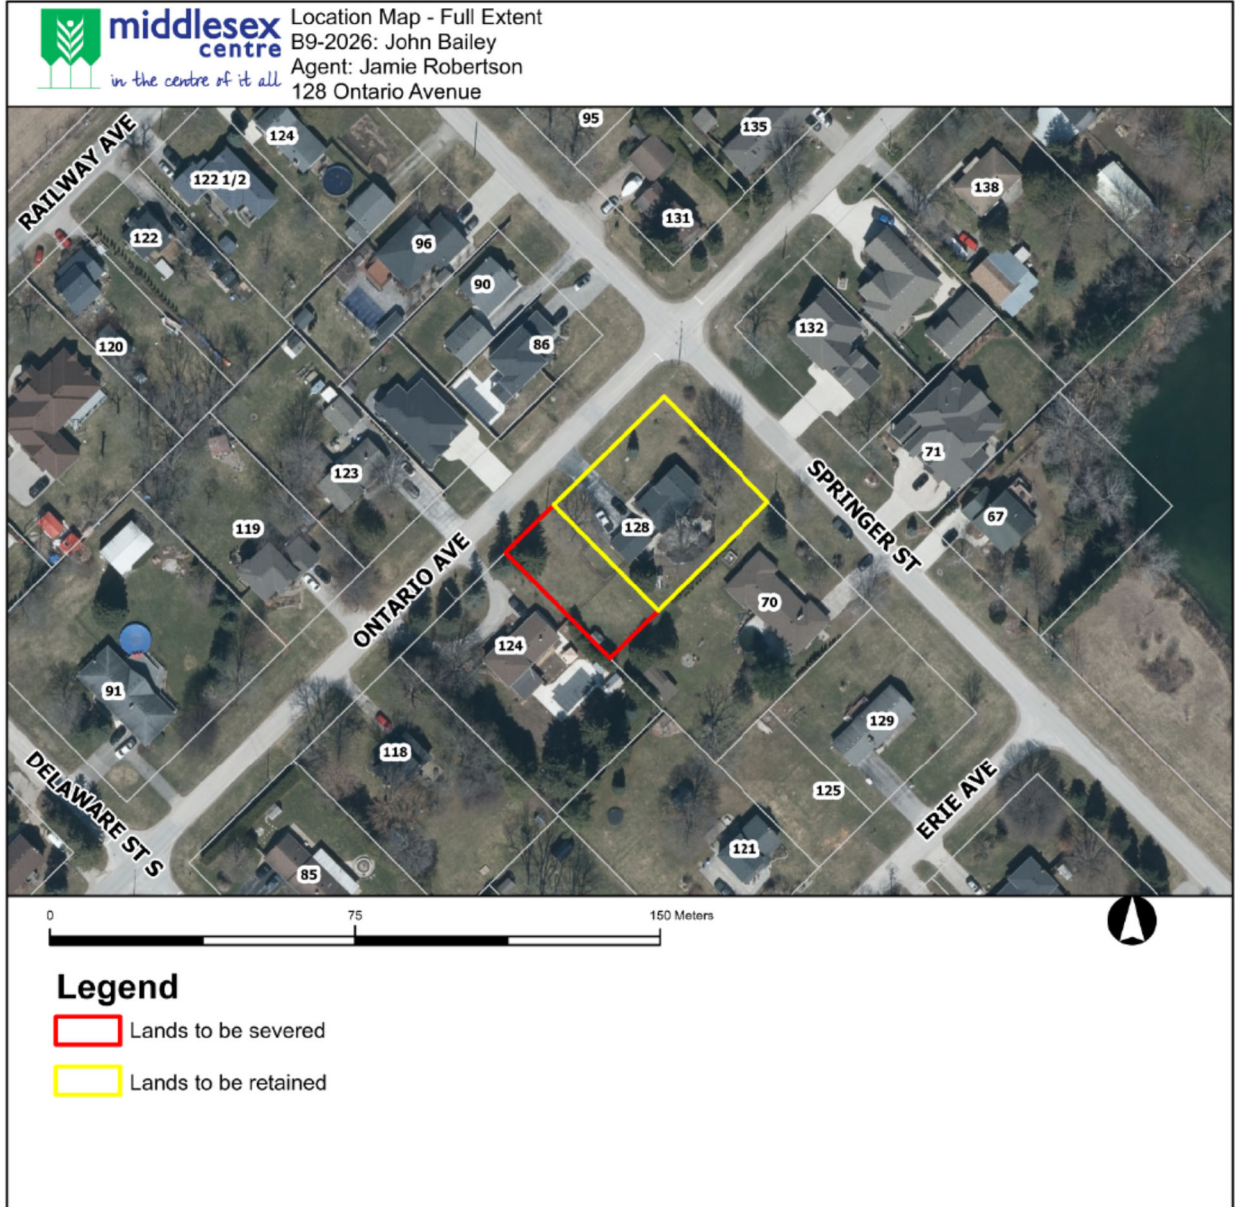 middlesex
centre
in the centre of it all
Location Map - Full Extent
B9-2026: John Bailey
Agent: Jamie Robertson
128 Ontario Avenue
RAILWAY AVE
124
95
135
122 1/2
138
131
122
96
90
132
120
86
123
71
119
128
67
SPRINGER ST
ONTARIO AVE
70
124
91
129
118
125
DELAWARE ST S
ERIE AVE
121
85
0
75
150 Meters
Legend
Lands to be severed
Lands to be retained